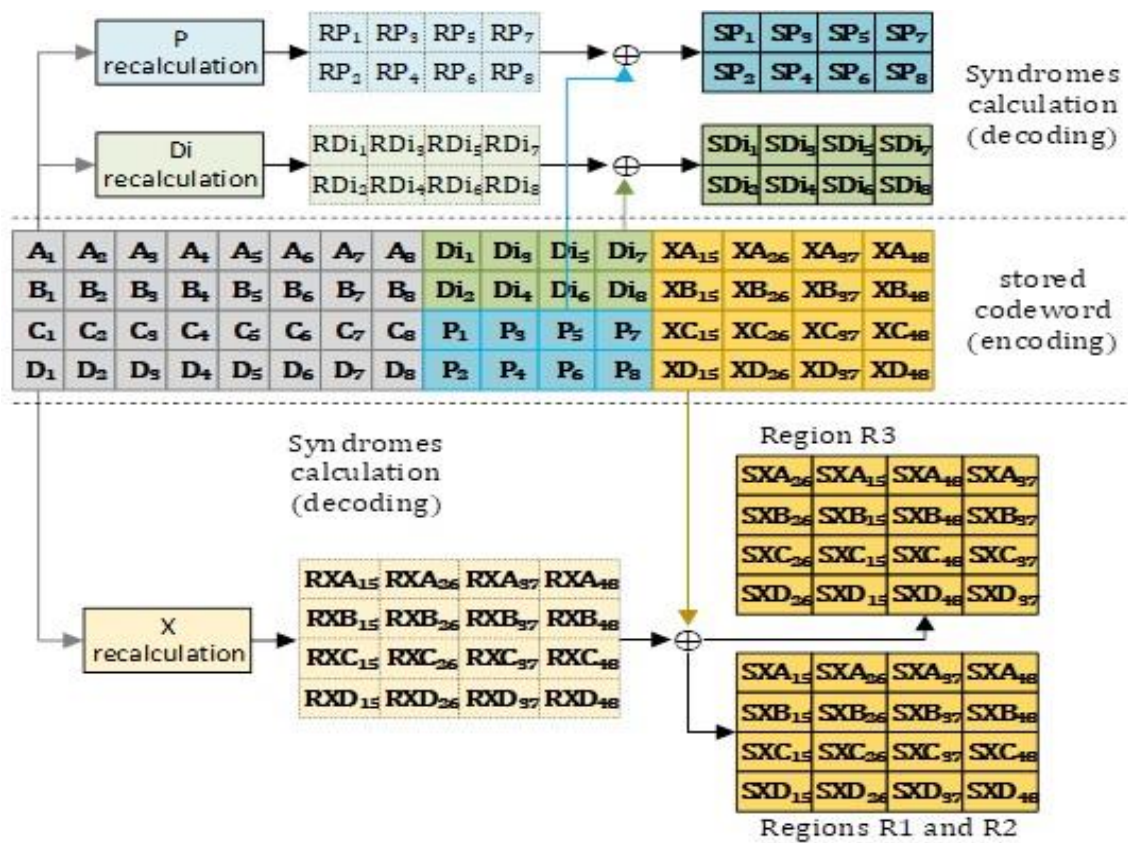 P
recalculation
RP₁ RP₃ RP₅ RP₇
RP₂ RP₄ RP₆ RP₈
SP₁ SP₃ SP₅ SP₇
SP₂ SP₄ SP₆ SP₈
Syndromes
calculation
(decoding)
Di
recalculation
RDi₁ RDi₃ RDi₅ RDi₇
RDi₂ RDi₄ RDi₆ RDi₈
SDi₁ SDi₃ SDi₅ SDi₇
SDi₂ SDi₄ SDi₆ SDi₈
A₁ A₂ A₃ A₄ A₅ A₆ A₇ A₈ Di₁ Di₃ Di₅ Di₇ XA₁₅ XA₂₆ XA₃₇ XA₄₈
B₁ B₂ B₃ B₄ B₅ B₆ B₇ B₈ Di₂ Di₄ Di₆ Di₈ XB₁₅ XB₂₆ XB₃₇ XB₄₈
C₁ C₂ C₃ C₄ C₅ C₆ C₇ C₈ P₁ P₃ P₅ P₇ XC₁₅ XC₂₆ XC₃₇ XC₄₈
D₁ D₂ D₃ D₄ D₅ D₆ D₇ D₈ P₂ P₄ P₆ P₈ XD₁₅ XD₂₆ XD₃₇ XD₄₈
stored
codeword
(encoding)
Syndromes
calculation
(decoding)
Region R3
SXA₂₆ SXA₁₅ SXA₄₈ SXA₃₇
SXB₂₆ SXB₁₅ SXB₄₈ SXB₃₇
SXC₂₆ SXC₁₅ SXC₄₈ SXC₃₇
SXD₂₆ SXD₁₅ SXD₄₈ SXD₃₇
X
recalculation
RXA₁₅ RXA₂₆ RXA₃₇ RXA₄₈
RXB₁₅ RXB₂₆ RXB₃₇ RXB₄₈
RXC₁₅ RXC₂₆ RXC₃₇ RXC₄₈
RXD₁₅ RXD₂₆ RXD₃₇ RXD₄₈
SXA₁₅ SXA₂₆ SXA₃₇ SXA₄₈
SXB₁₅ SXB₂₆ SXB₃₇ SXB₄₈
SXC₁₅ SXC₂₆ SXC₃₇ SXC₄₈
SXD₁₅ SXD₂₆ SXD₃₇ SXD₄₈
Regions R1 and R2